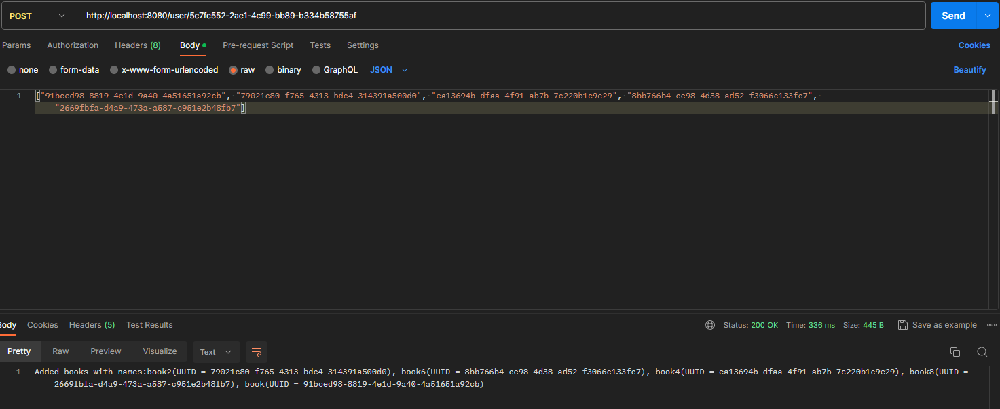 POST http://localhost:8080/user/5c7fc552-2ae1-4c99-bb89-b334b58755af Send
Params Authorization Headers (8) Body Pre-request Script Tests Settings Cookies
none form-data x-www-form-urlencoded raw binary GraphQL JSON Beautify
1 ["91bced98-8819-4e1d-9a40-4a51651a92cb", "79021c80-f765-4313-bdc4-314391a500d0", "ea13694b-dfaa-4f91-ab7b-7c220b1c9e29", "8bb766b4-ce98-4d38-ad52-f3066c133fc7",
"2669fbfa-d4a9-473a-a587-c951e2b48fb7"]
Body Cookies Headers (5) Test Results Status: 200 OK Time: 336 ms Size: 445 B Save as example
Pretty Raw Preview Visualize Text
1 Added books with names:book2(UUID = 79021c80-f765-4313-bdc4-314391a500d0), book6(UUID = 8bb766b4-ce98-4d38-ad52-f3066c133fc7), book4(UUID = ea13694b-dfaa-4f91-ab7b-7c220b1c9e29), book8(UUID =
2669fbfa-d4a9-473a-a587-c951e2b48fb7), book(UUID = 91bced98-8819-4e1d-9a40-4a51651a92cb)